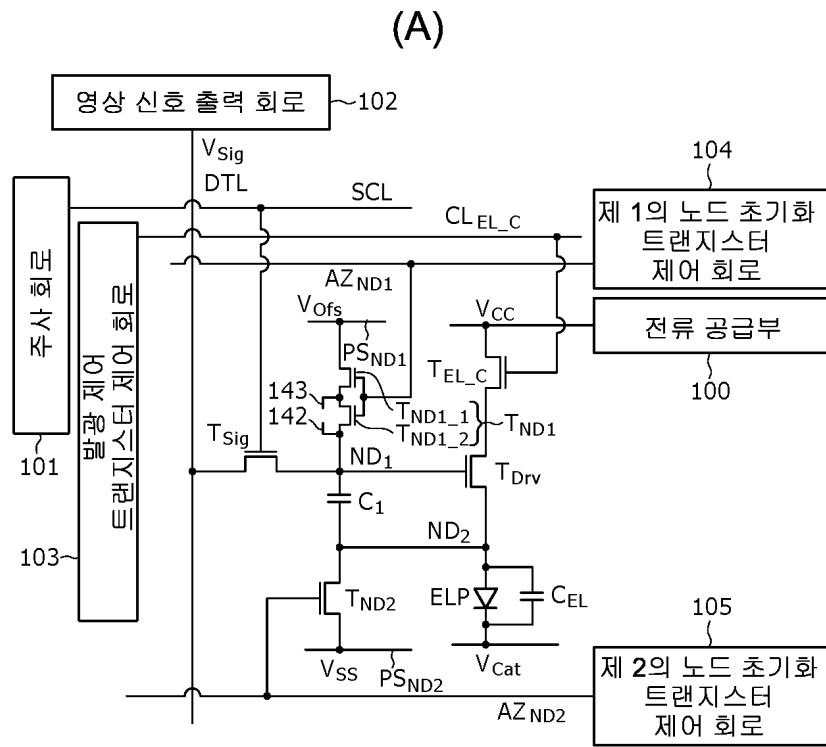 (A)
영상 신호 출력 회로
102
V_Sig
DTL
SCL
104
제 1의 노드 초기화
트랜지스터
제어 회로
CL_EL_C
주사 회로
101
발광 제어
트랜지스터 제어 회로
103
AZ_ND1
V_Ofs
PS_ND1
V_CC
전류 공급부
100
T_EL_C
143
142
T_ND1_1
T_ND1_2
T_ND1
T_Sig
ND_1
T_Drv
C_1
ND_2
T_ND2
ELP
C_EL
V_SS
PS_ND2
V_Cat
105
제 2의 노드 초기화
트랜지스터
제어 회로
AZ_ND2